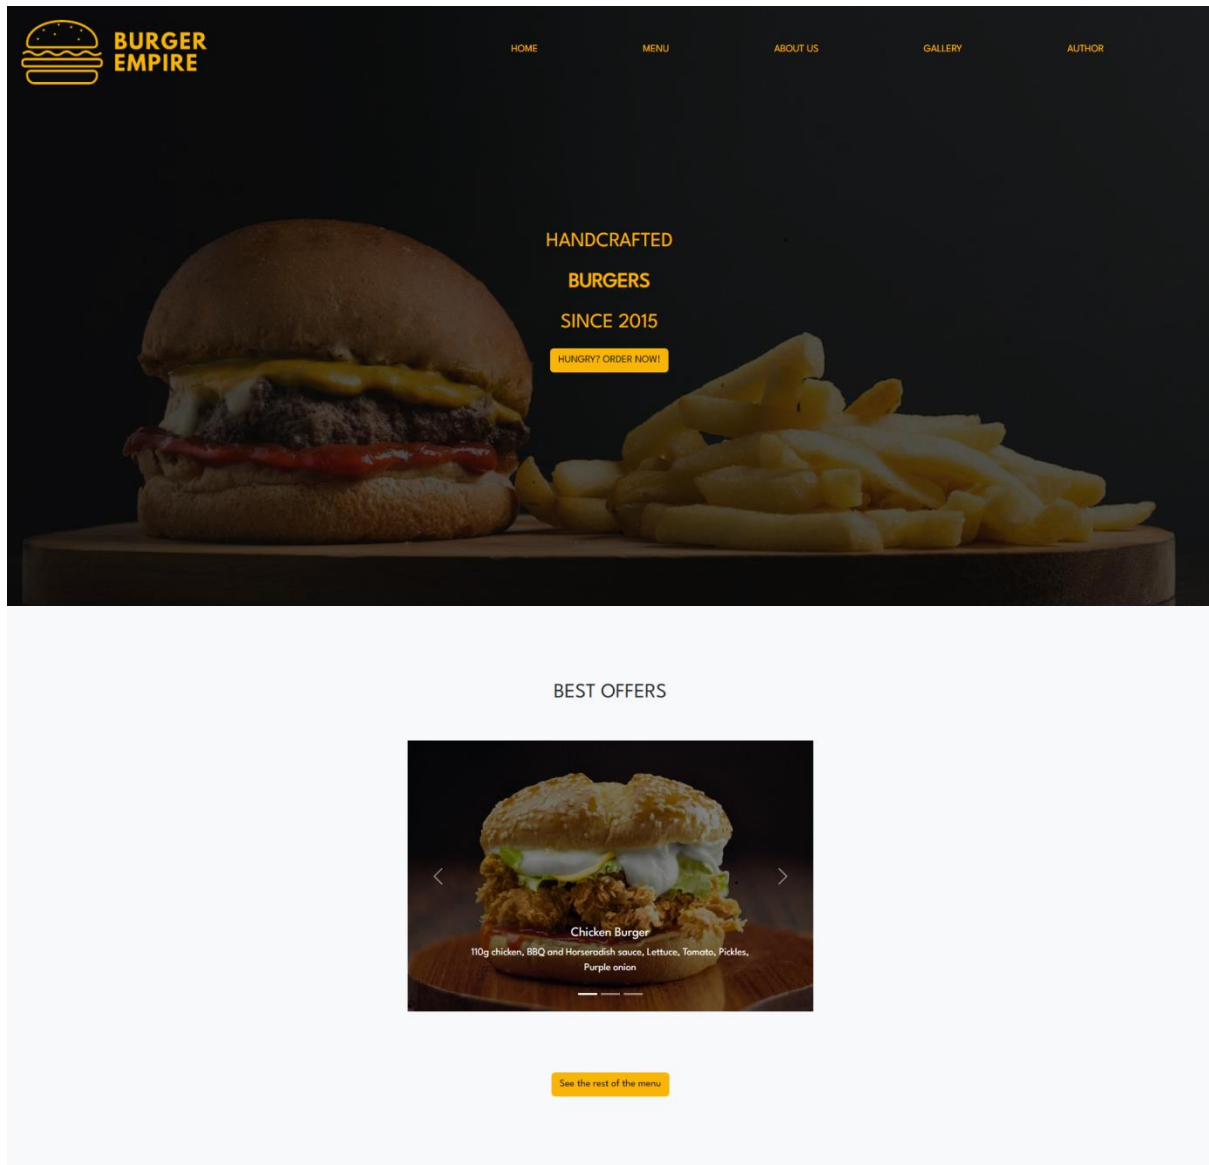 BURGER
EMPIRE
HOME
MENU
ABOUT US
GALLERY
AUTHOR
HANDCRAFTED
BURGERS
SINCE 2015
HUNGRY? ORDER NOW!
BEST OFFERS
Chicken Burger
110g chicken, BBQ and Horseradish sauce, Lettuce, Tomato, Pickles,
Purple onion
See the rest of the menu